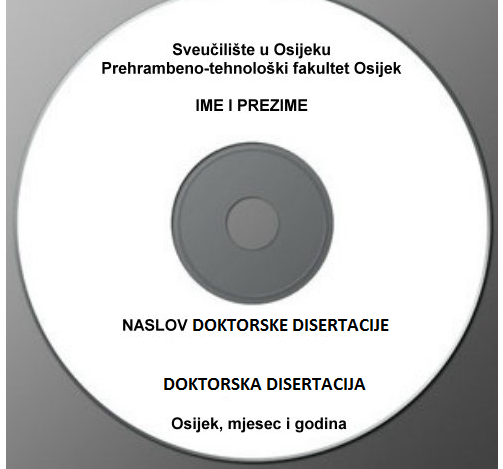 Sveučilište u Osijeku
Prehrambeno-tehnološki fakultet Osijek
IME I PREZIME
NASLOV DOKTORSKE DISERTACIJE
DOKTORSKA DISERTACIJA
Osijek, mjesec i godina